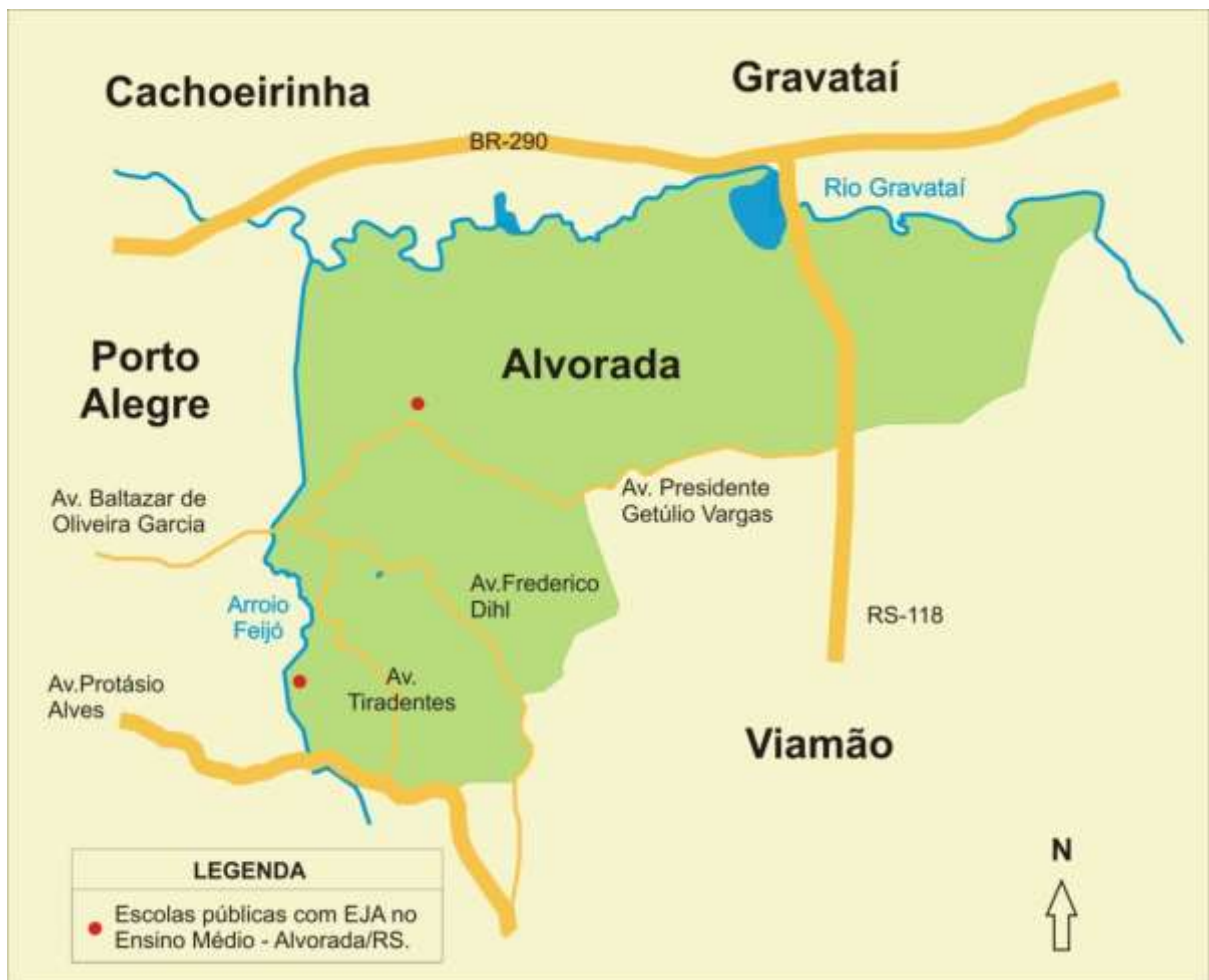 Cachoeirinha
Gravataí
BR-290
Rio Gravataí
Porto
Alegre
Alvorada
Av. Baltazar de
Oliveira Garcia
Av. Presidente
Getúlio Vargas
Arroio
Feijó
Av.Frederico
Dihl
RS-118
Av.Protásio
Alves
Av.
Tiradentes
Viamão
N
LEGENDA
Escolas públicas com EJA no
Ensino Médio - Alvorada/RS.